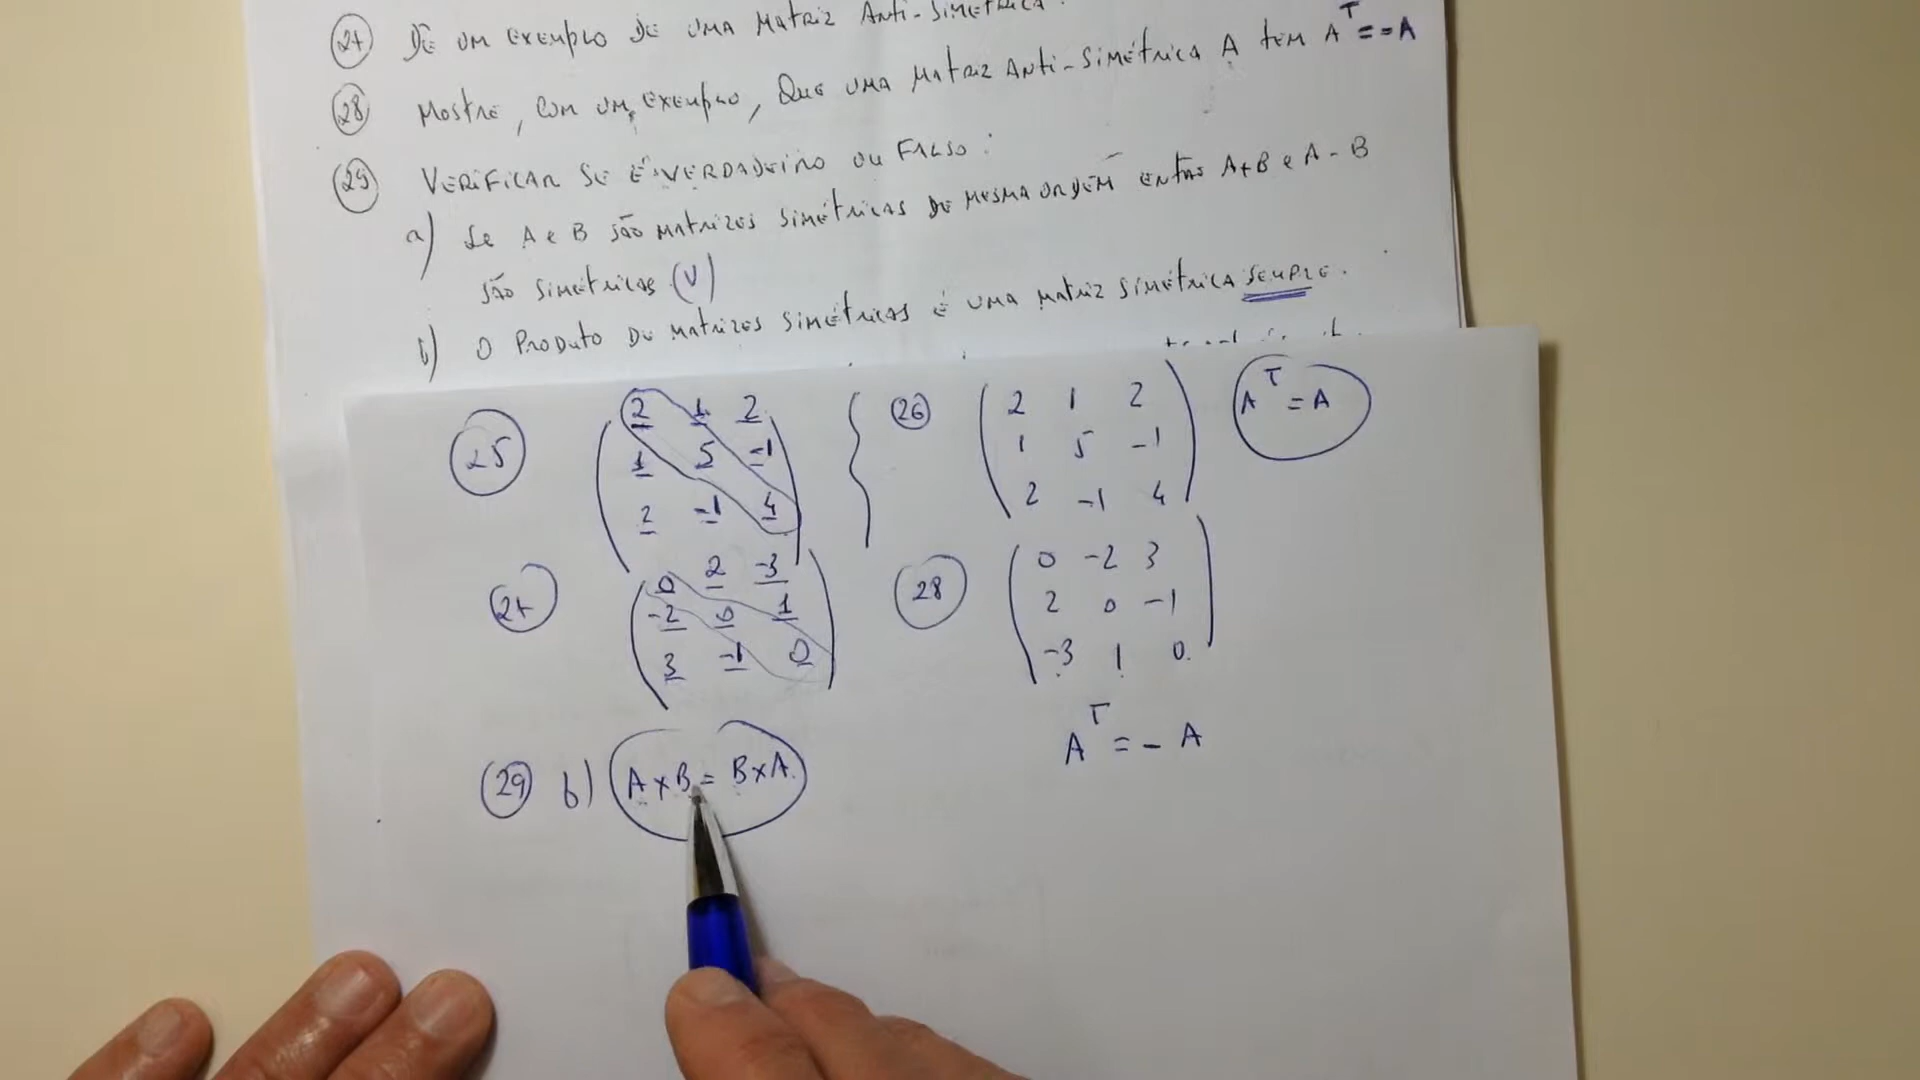 27 DÊ UM EXEMPLO DE UMA MATRIZ ANTI-SIMÉTRICA.
28 MOSTRE, COM UM EXEMPLO, QUE UMA MATRIZ ANTI-SIMÉTRICA A TEM A^T = -A
29 VERIFICAR SE É VERDADEIRO OU FALSO:
a) SE A e B SÃO MATRIZES SIMÉTRICAS DE MESMA ORDEM ENTÃO A+B e A-B
SÃO SIMÉTRICAS (V)
b) O PRODUTO DE MATRIZES SIMÉTRICAS É UMA MATRIZ SIMÉTRICA SEMPRE.
25
2 1 2
1 5 -1
2 -1 4
26
2 1 2
1 5 -1
2 -1 4
A^T = A
27
0 2 -3
-2 0 1
3 -1 0
28
0 -2 3
2 0 -1
-3 1 0
A^T = - A
29 b) A x B = B x A